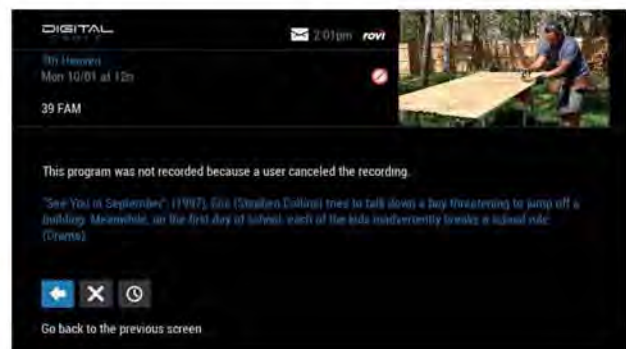 DIGITAL
2:01pm rovi
7th Heaven
Mon 10/01 at 12n
39 FAM
This program was not recorded because a user canceled the recording.
"See You in September": (1997), Eric (Stephen Collins) tries to talk down a boy threatening to jump off a
building. Meanwhile, on the first day of school, each of the kids inadvertently breaks a school rule.
(Drama)
Go back to the previous screen